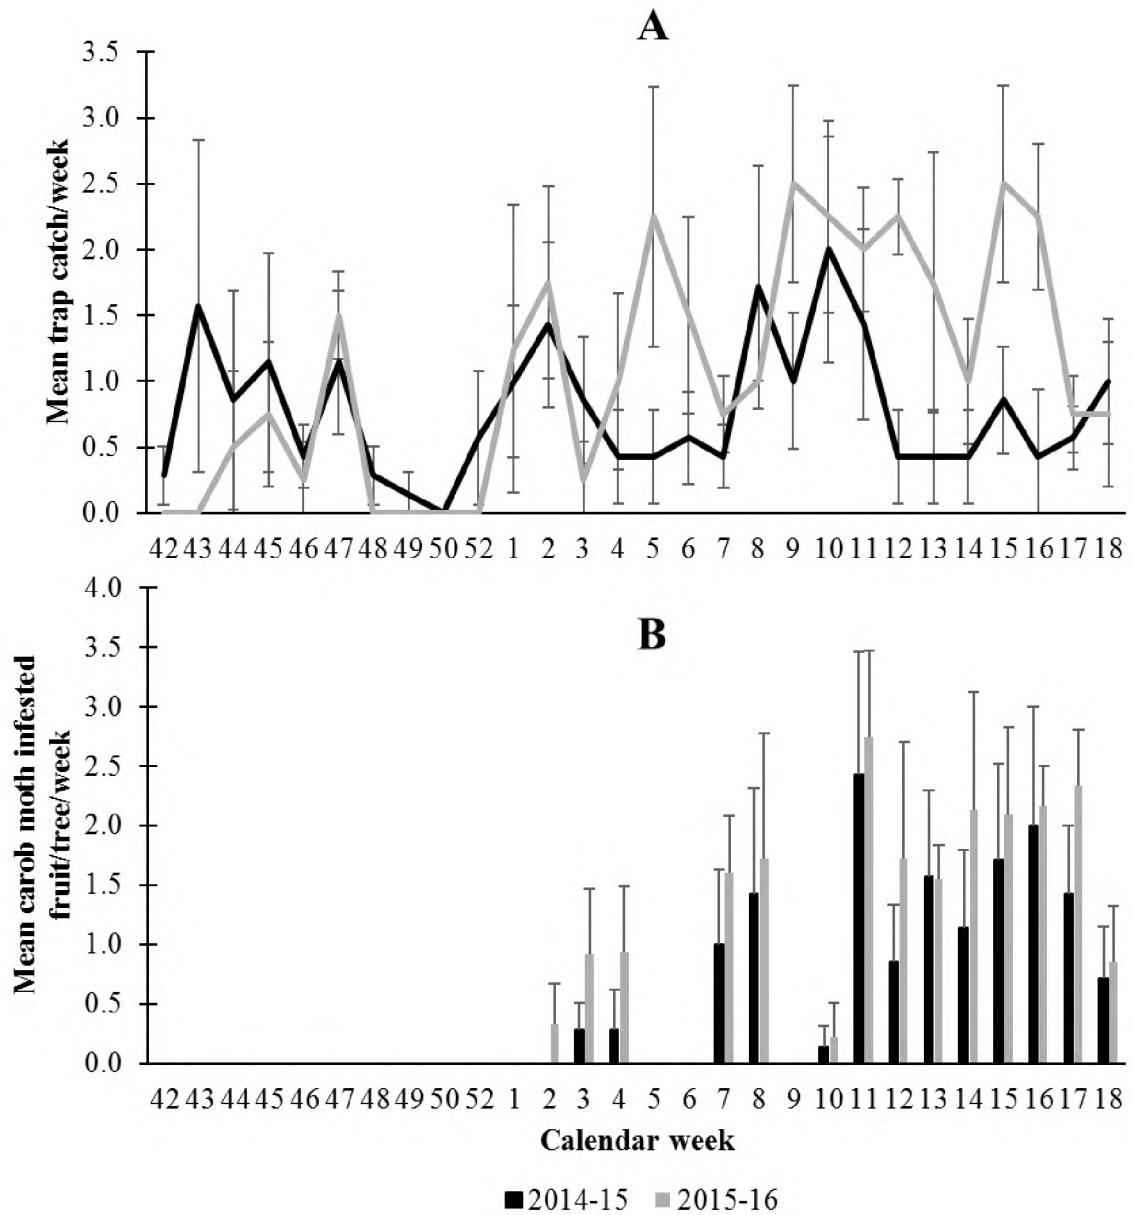 A
3.5
3.0
2.5
2.0
1.5
1.0
0.5
0.0
Mean trap catch/week
42 43 44 45 46 47 48 49 50 52 1 2 3 4 5 6 7 8 9 10 11 12 13 14 15 16 17 18
B
4.0
3.5
3.0
2.5
2.0
1.5
1.0
0.5
0.0
Mean carob moth infested
fruit/tree/week
42 43 44 45 46 47 48 49 50 52 1 2 3 4 5 6 7 8 9 10 11 12 13 14 15 16 17 18
Calendar week
2014-15 2015-16